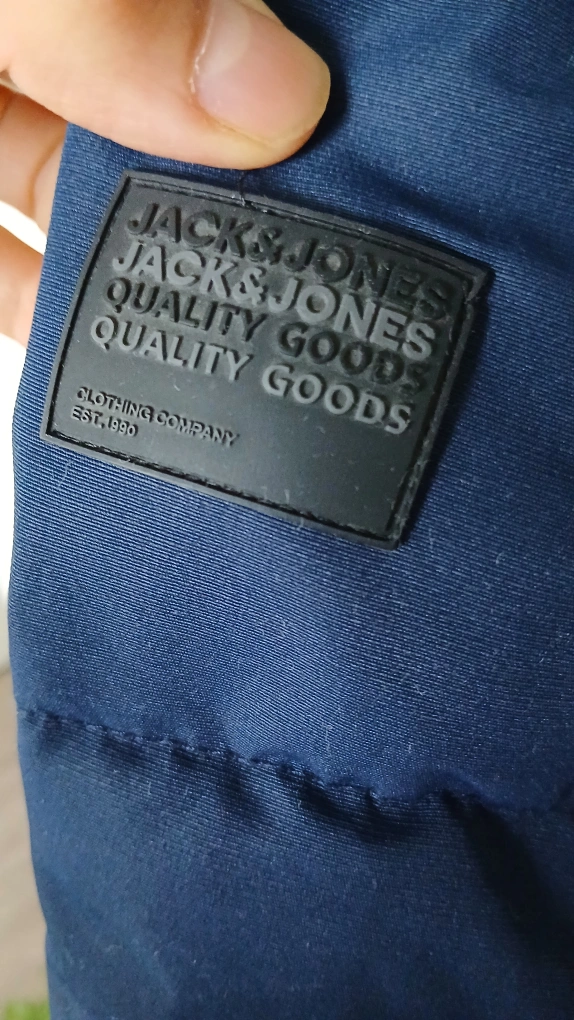 JACK&JONES
JACK&JONES
QUALITY GOODS
QUALITY GOODS
CLOTHING COMPANY
EST. 1990